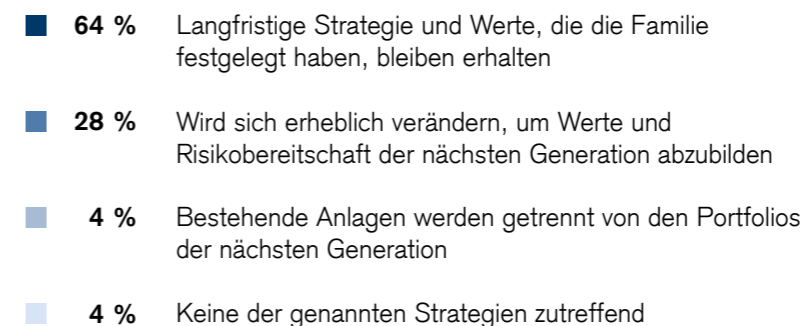 64 % Langfristige Strategie und Werte, die die Familie
festgelegt haben, bleiben erhalten
28 % Wird sich erheblich verändern, um Werte und
Risikobereitschaft der nächsten Generation abzubilden
4 % Bestehende Anlagen werden getrennt von den Portfolios
der nächsten Generation
4 % Keine der genannten Strategien zutreffend